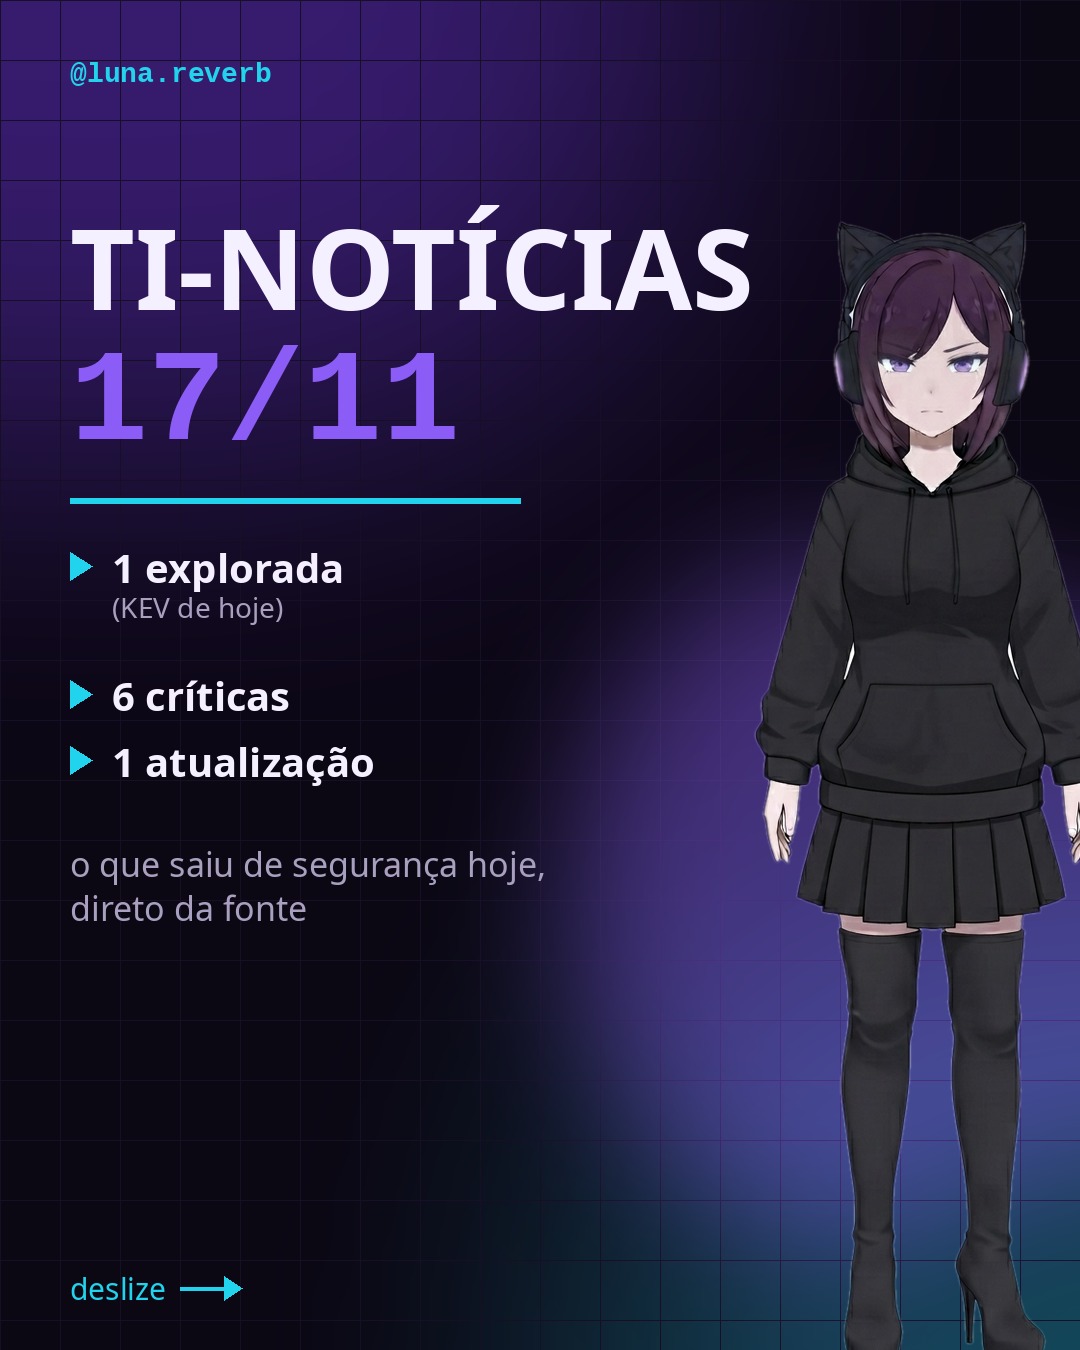 @luna.reverb
TI-NOTÍCIAS
17/11
1 explorada
(KEV de hoje)
6 críticas
1 atualização
o que saiu de segurança hoje,
direto da fonte
deslize